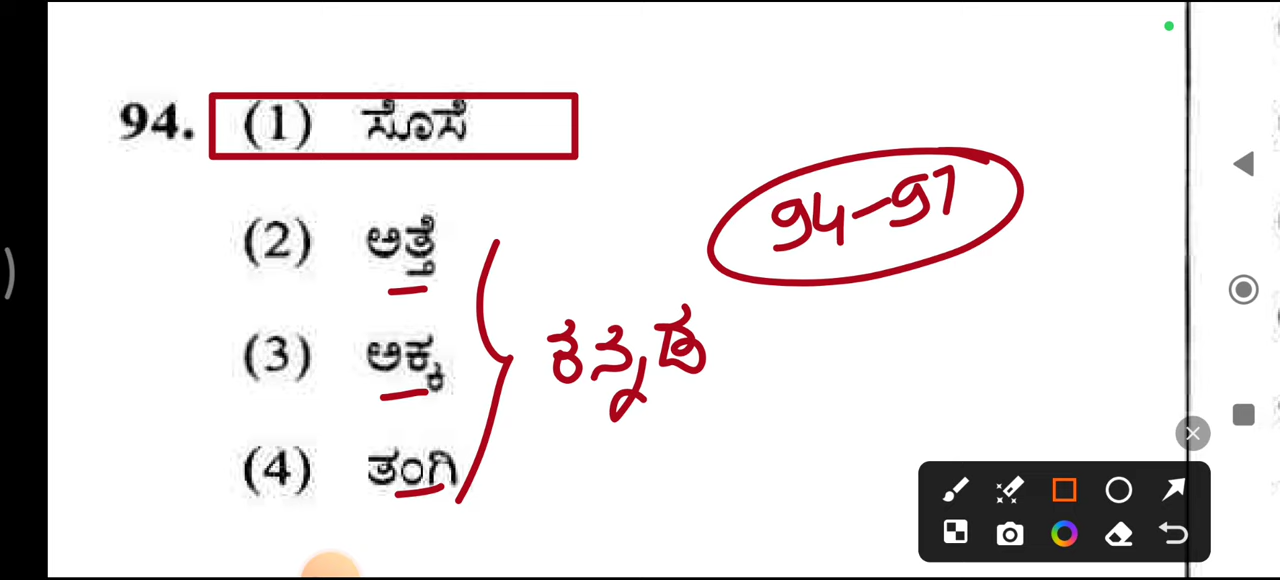 94. (1) ಸೊಸೆ
94-97
(2) ಅತ್ತೆ
(3) ಅಕ್ಕ
ಕನ್ನಡ
(4) ತಂಗಿ